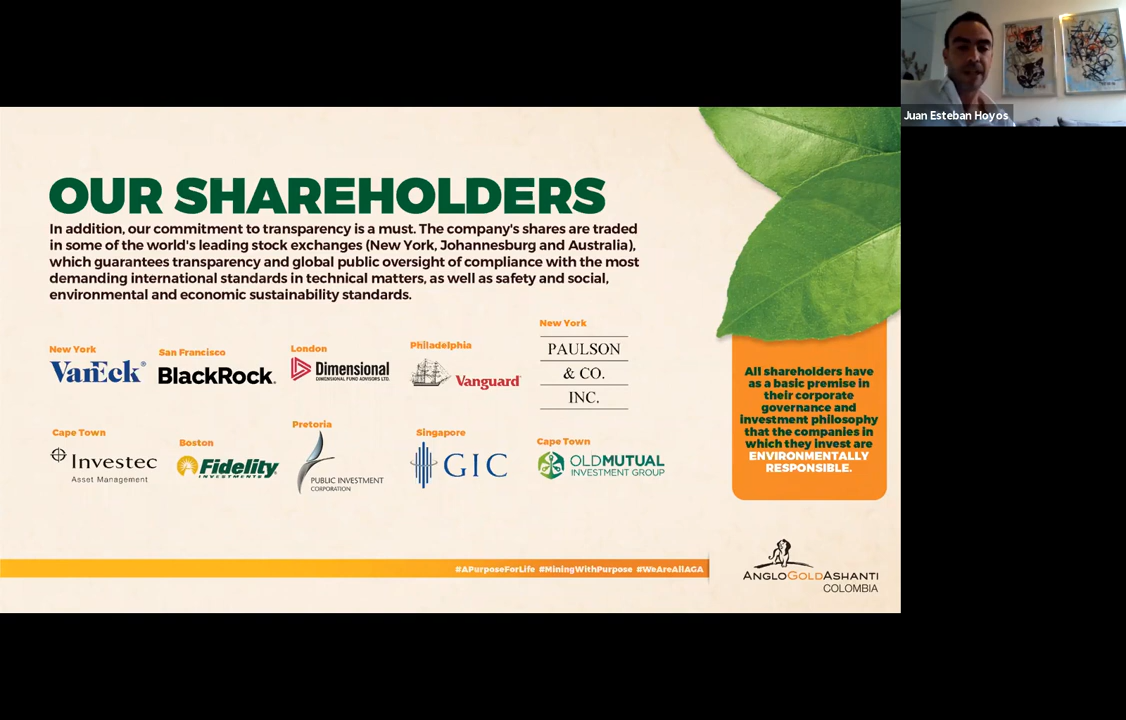 Juan Esteban Hoyos
OUR SHAREHOLDERS
In addition, our commitment to transparency is a must. The company's shares are traded
in some of the world's leading stock exchanges (New York, Johannesburg and Australia),
which guarantees transparency and global public oversight of compliance with the most
demanding international standards in technical matters, as well as safety and social,
environmental and economic sustainability standards.
New York
VanEck®
San Francisco
BLACKROCK.
London
Dimensional
DIMENSIONAL FUND ADVISORS LTD.
Philadelphia
Vanguard®
New York
PAULSON
& CO.
INC.
Cape Town
Investec
Asset Management
Boston
Fidelity
INVESTMENTS
Pretoria
PUBLIC INVESTMENT
CORPORATION
Singapore
GIC
Cape Town
OLDMUTUAL
INVESTMENT GROUP
All shareholders have
as a basic premise in
their corporate
governance and
investment philosophy
that the companies in
which they invest are
ENVIRONMENTALLY
RESPONSIBLE.
#APurposeForLife #MiningWithPurpose #WeAreAllAGA
ANGLOGOLDASHANTI
COLOMBIA